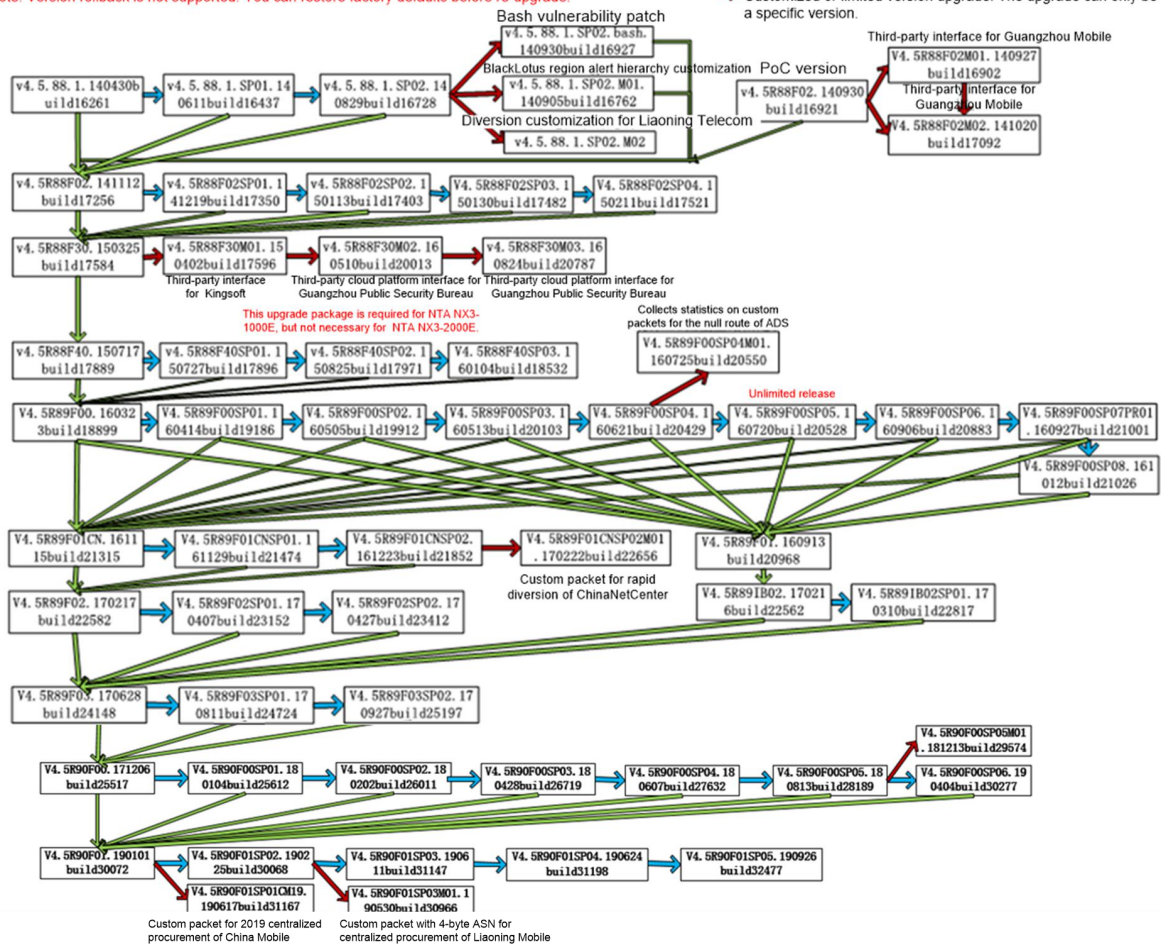 Note: Version rollback is not supported. You can restore factory defaults before re-upgrade.
Customized or limited version upgrade. The upgrade can only be
a specific version.
Bash vulnerability patch
v4.5.88.1.SP02.bash.
140930build16927
Third-party interface for Guangzhou Mobile
V4.5R88F02M01.140927
build16902
BlackLotus region alert hierarchy customization
PoC version
v4.5.88.1.140430b
uild16261
v4.5.88.1.SP01.14
0611build16437
v4.5.88.1.SP02.14
0829build16728
v4.5.88.1.SP02.M01.
140905build16762
v4.5R88F02.140930
build16921
Third-party interface for
Guangzhou Mobile
V4.5R88F02M02.141020
build17092
Diversion customization for Liaoning Telecom
v4.5.88.1.SP02.M02
v4.5R88F02.141112
build17256
v4.5R88F02SP01.1
41219build17350
v4.5R88F02SP02.1
50113build17403
V4.5R88F02SP03.1
50130build17482
V4.5R88F02SP04.1
50211build17521
v4.5R88F30.150325
build17584
v4.5R88F30M01.15
0402build17596
V4.5R88F30M02.16
0510build20013
V4.5R88F30M03.16
0824build20787
Third-party interface
for Kingsoft
Third-party cloud platform interface for
Guangzhou Public Security Bureau
Third-party cloud platform interface for
Guangzhou Public Security Bureau
This upgrade package is required for NTA NX3-
1000E, but not necessary for NTA NX3-2000E.
Collects statistics on custom
packets for the null route of ADS
V4.5R89F00SP04M01.
160725build20550
v4.5R88F40.150717
build17889
v4.5R88F40SP01.1
50727build17896
v4.5R88F40SP02.1
50825build17971
V4.5R88F40SP03.1
60104build18532
Unlimited release
V4.5R89F00.16032
3build18899
V4.5R89F00SP01.1
60414build19186
V4.5R89F00SP02.1
60505build19912
V4.5R89F00SP03.1
60513build20103
V4.5R89F00SP04.1
60621build20429
V4.5R89F00SP05.1
60720build20528
V4.5R89F00SP06.1
60906build20883
V4.5R89F00SP07PR01
.160927build21001
V4.5R89F00SP08.161
012build21026
V4.5R89F01CN.1611
15build21315
V4.5R89F01CNSP01.1
61129build21474
V4.5R89F01CNSP02.
161223build21852
V4.5R89F01CNSP02M01
.170222build22656
V4.5R89F01.160913
build20968
Custom packet for rapid
diversion of ChinaNetCenter
V4.5R89F02.170217
build22582
V4.5R89F02SP01.17
0407build23152
V4.5R89F02SP02.17
0427build23412
V4.5R89IB02.17021
6build22562
V4.5R89IB02SP01.17
0310build22817
V4.5R89F03.170628
build24148
V4.5R89F03SP01.17
0811build24724
V4.5R89F03SP02.17
0927build25197
V4.5R90F00SP05M01
.181213build29574
V4.5R90F00.171206
build25517
V4.5R90F00SP01.18
0104build25612
V4.5R90F00SP02.18
0202build26011
V4.5R90F00SP03.18
0428build26719
V4.5R90F00SP04.18
0607build27632
V4.5R90F00SP05.18
0813build28189
V4.5R90F00SP06.19
0404build30277
V4.5R90F01.190101
build30072
V4.5R90F01SP02.1902
25build30068
V4.5R90F01SP03.1906
11build31147
V4.5R90F01SP04.190624
build31198
V4.5R90F01SP05.190926
build32477
V4.5R90F01SP01CM19.
190617build31167
V4.5R90F01SP03M01.1
90530build30966
Custom packet for 2019 centralized
procurement of China Mobile
Custom packet with 4-byte ASN for
centralized procurement of Liaoning Mobile